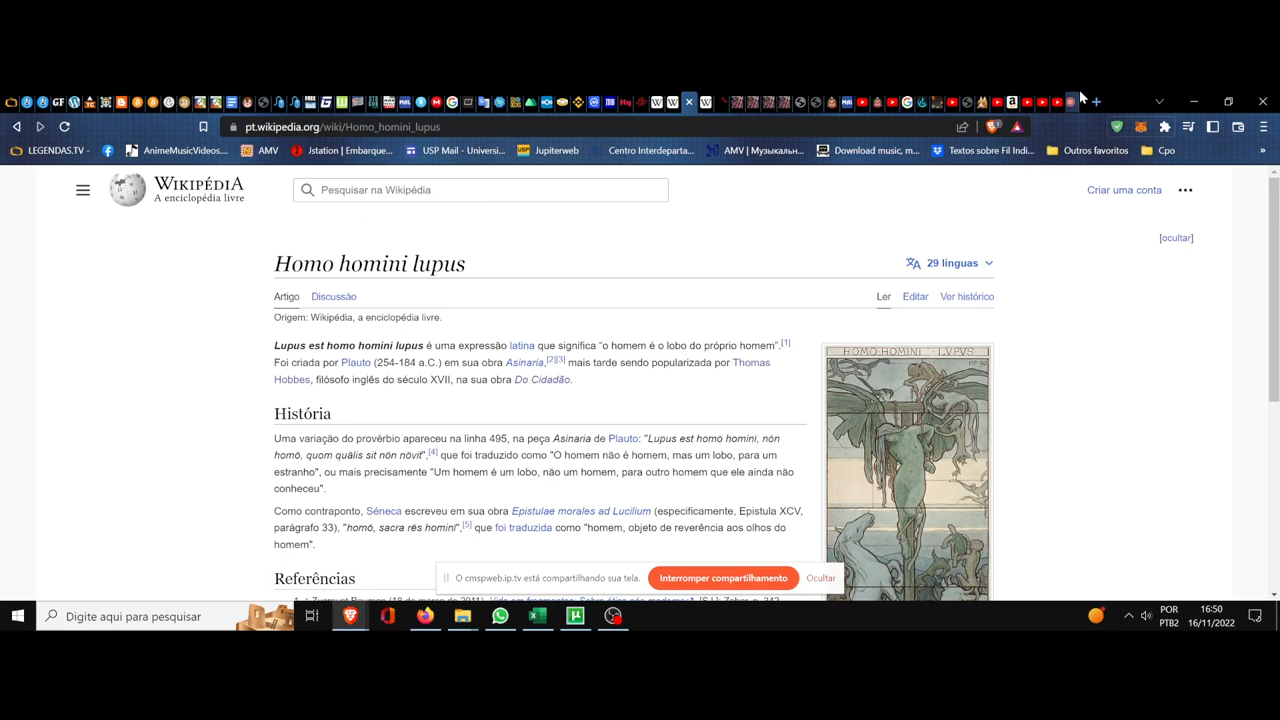 pt.wikipedia.org/wiki/Homo_homini_lupus
1
LEGENDAS.TV
AnimeMusicVideos....
AMV
Jstation | Embarque...
USP Mail - Universi...
Jupiterweb
Centro Interdeparta...
AMV | Музыкальн...
Download music, m...
Textos sobre Fil Indi...
Outros favoritos
Cpo
»
WIKIPÉDIA
A enciclopédia livre
Pesquisar na Wikipédia
Criar uma conta
[ocultar]
Homo homini lupus
29 línguas
Artigo Discussão
Ler Editar Ver histórico
Origem: Wikipédia, a enciclopédia livre.
Lupus est homo homini lupus é uma expressão latina que significa "o homem é o lobo do próprio homem".[1]
Foi criada por Plauto (254-184 a.C.) em sua obra Asinaria,[2][3] mais tarde sendo popularizada por Thomas
Hobbes, filósofo inglês do século XVII, na sua obra Do Cidadão.
HOMO·HOMINI·LUPUS
História
Uma variação do provérbio apareceu na linha 495, na peça Asinaria de Plauto: "Lupus est homō homini, nōn
homō, quom quālis sit nōn nōvit",[4] que foi traduzido como "O homem não é homem, mas um lobo, para um
estranho", ou mais precisamente "Um homem é um lobo, não um homem, para outro homem que ele ainda não
conheceu".
Como contraponto, Séneca escreveu em sua obra Epistulae morales ad Lucilium (especificamente, Epistula XCV,
parágrafo 33), "homō, sacra rēs homini",[5] que foi traduzida como "homem, objeto de reverência aos olhos do
homem".
Referências
O cmspweb.ip.tv está compartilhando sua tela.
Interromper compartilhamento
Ocultar
Digite aqui para pesquisar
POR
PTB2
16:50
16/11/2022